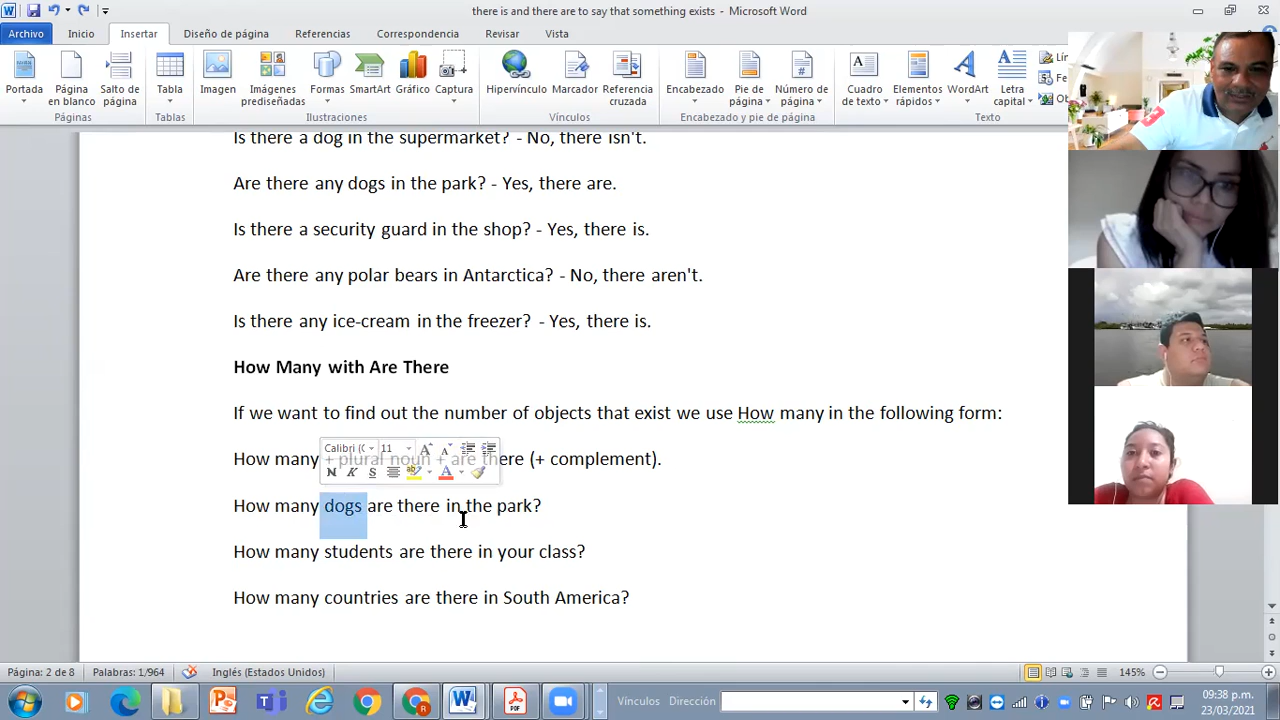 there is and there are to say that something exists - Microsoft Word
Archivo Inicio Insertar Diseño de página Referencias Correspondencia Revisar Vista
Portada Página en blanco Salto de página Tabla Imagen Imágenes prediseñadas Formas SmartArt Gráfico Captura Hipervínculo Marcador Referencia cruzada Encabezado Pie de página Número de página Cuadro de texto Elementos rápidos WordArt Letra capital
Páginas Tablas Ilustraciones Vínculos Encabezado y pie de página Texto
Is there a dog in the supermarket? - No, there isn't.
Are there any dogs in the park? - Yes, there are.
Is there a security guard in the shop? - Yes, there is.
Are there any polar bears in Antarctica? - No, there aren't.
Is there any ice-cream in the freezer? - Yes, there is.
How Many with Are There
If we want to find out the number of objects that exist we use How many in the following form:
Calibri (C 11
How many + plural noun + are there (+ complement).
N K S
How many dogs are there in the park?
How many students are there in your class?
How many countries are there in South America?
Página: 2 de 8 Palabras: 1/964 Inglés (Estados Unidos) 145%
Vínculos Dirección
09:38 p.m.
23/03/2021